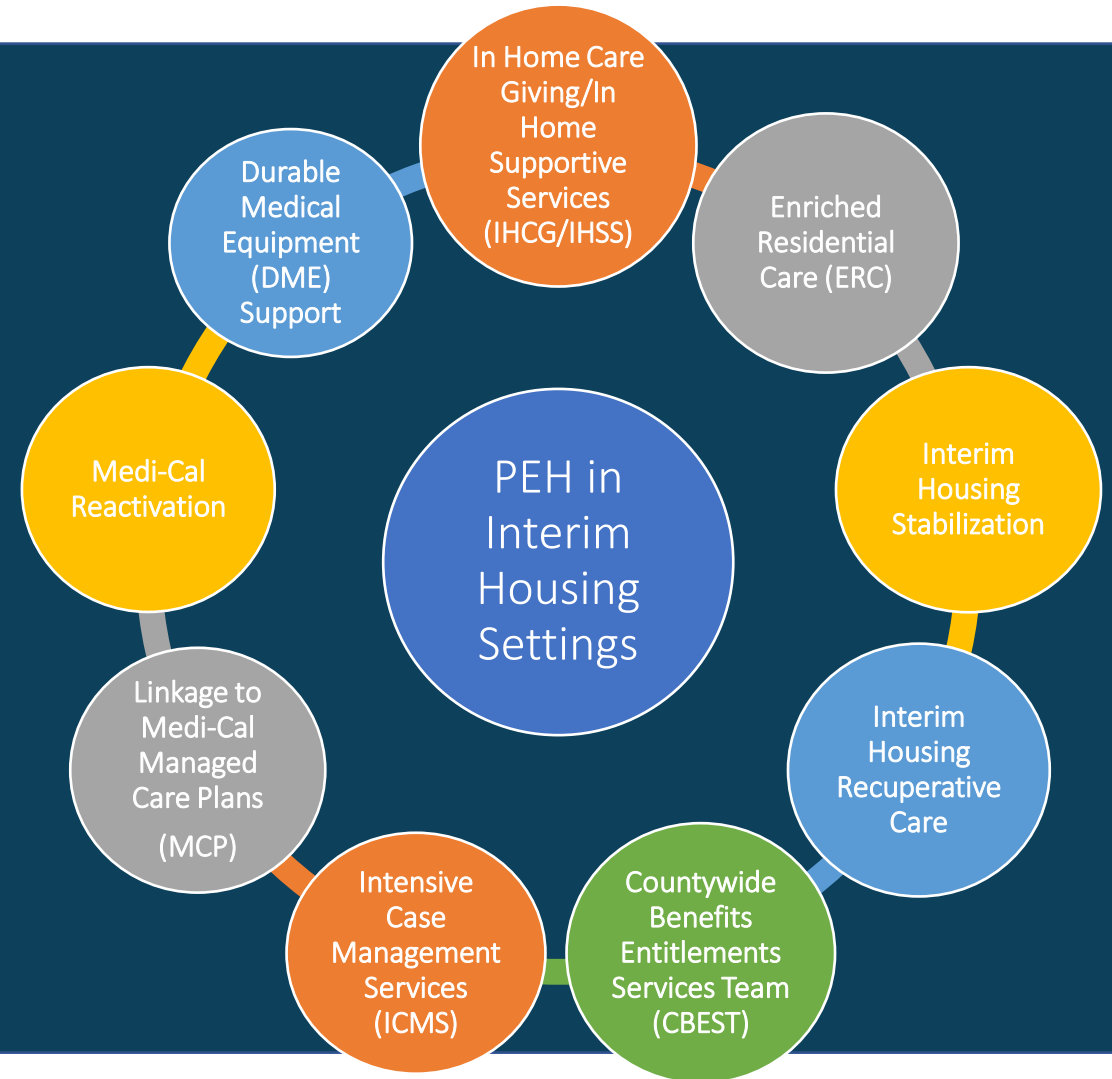 In Home Care
Giving/In
Home
Supportive
Services
(IHCG/IHSS)
Enriched
Residential
Care (ERC)
Interim
Housing
Stabilization
Interim
Housing
Recuperative
Care
Countywide
Benefits
Entitlements
Services Team
(CBEST)
Intensive
Case
Management
Services
(ICMS)
Linkage to
Medi-Cal
Managed
Care Plans
(MCP)
Medi-Cal
Reactivation
Durable
Medical
Equipment
(DME)
Support
PEH in
Interim
Housing
Settings